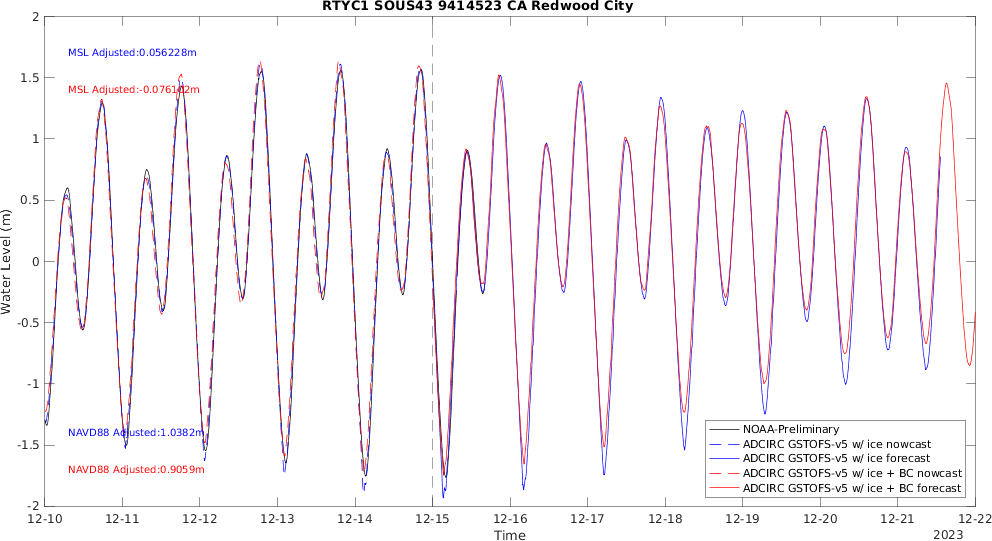 RTYC1 SOUS43 9414523 CA Redwood City
2
1.5
1
0.5
0
-0.5
-1
-1.5
-2
Water Level (m)
MSL Adjusted:0.056228m
MSL Adjusted:-0.076102m
NAVD88 Adjusted:1.0382m
NAVD88 Adjusted:0.9059m
NOAA-Preliminary
ADCIRC GSTOFS-v5 w/ ice nowcast
ADCIRC GSTOFS-v5 w/ ice forecast
ADCIRC GSTOFS-v5 w/ ice + BC nowcast
ADCIRC GSTOFS-v5 w/ ice + BC forecast
12-10 12-11 12-12 12-13 12-14 12-15 12-16 12-17 12-18 12-19 12-20 12-21 12-22
Time
2023